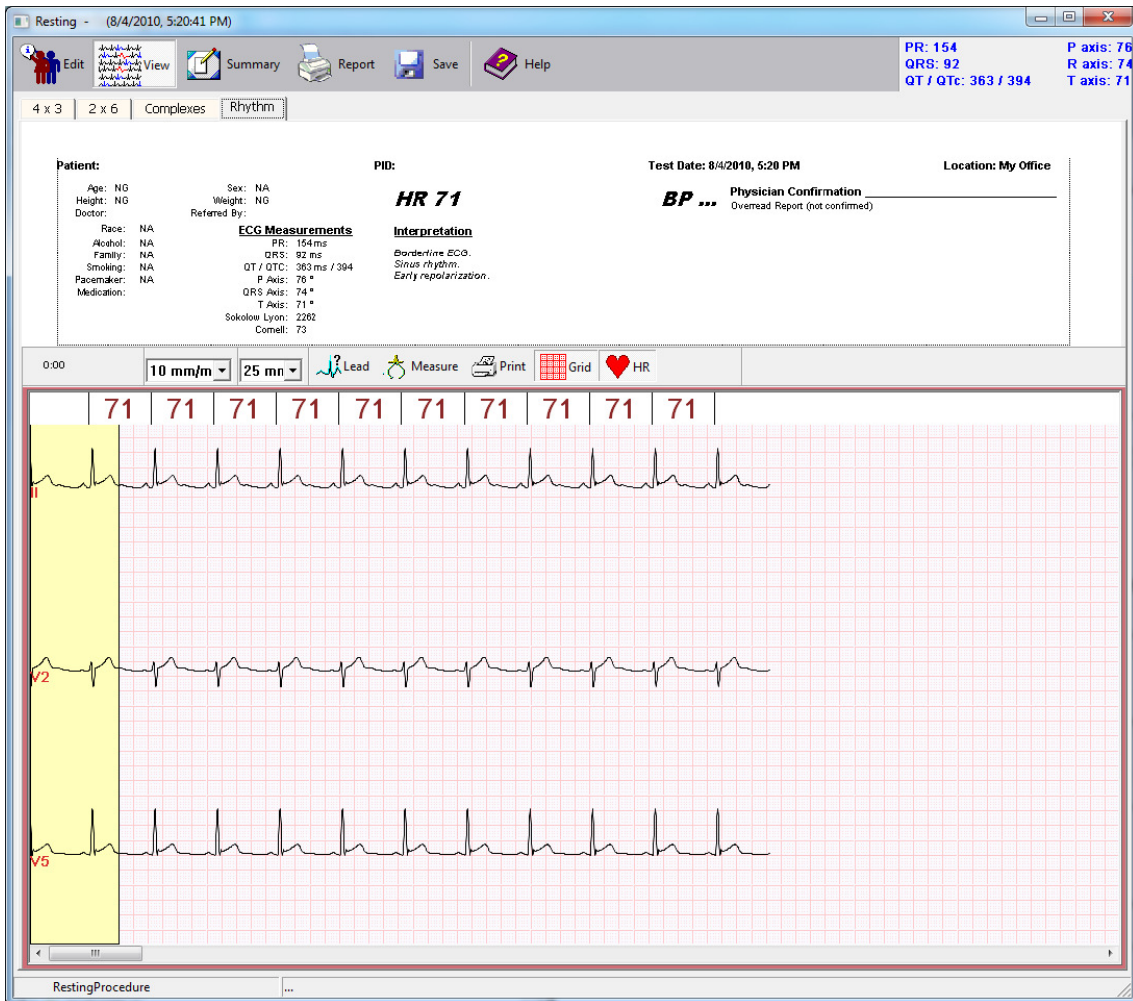 Resting - (8/4/2010, 5:20:41 PM)
Edit View Summary Report Save Help
PR: 154 P axis: 76
QRS: 92 R axis: 74
QT / QTc: 363 / 394 T axis: 71
4 x 3 2 x 6 Complexes Rhythm
Patient: PID: Test Date: 8/4/2010, 5:20 PM Location: My Office
Age: NG Sex: NA HR 71 BP ... Physician Confirmation
Height: NG Weight: NG Overread Report (not confirmed)
Doctor: Referred By:
Race: NA ECG Measurements Interpretation
Alcohol: NA PR: 154 ms
Family: NA QRS: 92 ms Borderline ECG.
Smoking: NA QT / QTC: 363 ms / 394 Sinus rhythm.
Pacemaker: NA P Axis: 76 ° Early repolarization.
Medication: QRS Axis: 74 °
T Axis: 71 °
Sokolow Lyon: 2262
Cornell: 73
0:00 10 mm/m 25 mr Lead Measure Print Grid HR
71 71 71 71 71 71 71 71 71 71
II
V2
V5
RestingProcedure ...